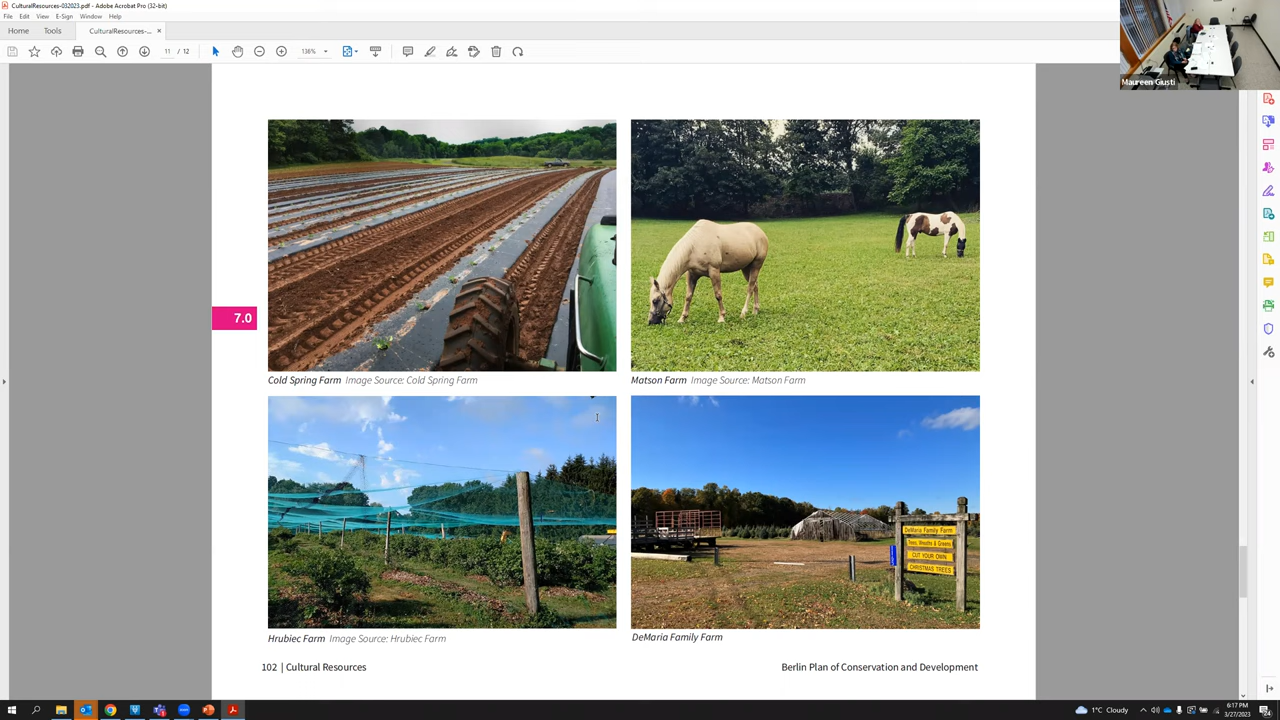 CulturalResources-032023.pdf - Adobe Acrobat Pro (32-bit)
File Edit View E-Sign Window Help
Home Tools CulturalResources-... ×
11 / 12 136%
Maureen Giusti
7.0
Cold Spring Farm Image Source: Cold Spring Farm
Matson Farm Image Source: Matson Farm
DeMaria Family Farm
Trees, Wreaths & Greens
CUT YOUR OWN
CHRISTMAS TREES
Hrubiec Farm Image Source: Hrubiec Farm
DeMaria Family Farm
102 | Cultural Resources
Berlin Plan of Conservation and Development
1°C Cloudy
6:17 PM
3/27/2023